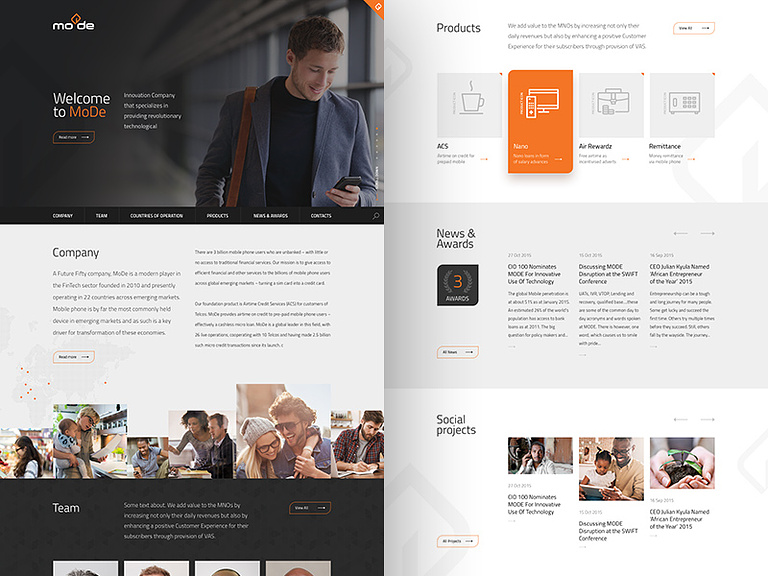 mode
Welcome
to MoDe
Innovation Company
that specializes in
providing revolutionary
technological
Read more
COMPANY
TEAM
COUNTRIES OF OPERATION
PRODUCTS
NEWS & AWARDS
CONTACTS
Company
A Future Fifty company, MoDe is a modern player in
the FinTech sector founded in 2010 and presently
operating in 22 countries across emerging markets.
Mobile phone is by far the most commonly held
device in emerging markets and as such is a key
driver for transformation of these economies.
Read more
There are 3 billion mobile phone users who are unbanked – with little or
no access to traditional financial services. Our mission is to give access to
efficient financial and other services to the billions of mobile phone users
across global emerging markets – turning a sim card into a credit card.
Our foundation product is Airtime Credit Services (ACS) for customers of
Telcos. MoDe provides airtime on credit to pre-paid mobile phone users –
effectively a cashless micro loan. MoDe is a global leader in this field, with
26 live operations, cooperating with 10 Telcos and having made 2.5 billion
such micro credit transactions since its launch.
Team
Some text about. We add value to the MNOs by
increasing not only their daily revenues but also by
enhancing a positive Customer Experience for their
subscribers through provision of VAS.
View All
Products
We add value to the MNOs by increasing not only their
daily revenues but also by enhancing a positive Customer
Experience for their subscribers through provision of VAS.
View All
ACS
Airtime on credit for
prepaid mobile
Nano
Nano loans in form
of salary advances
Air Rewardz
Free airtime as
incentivised adverts
Remittance
Money remittance
via mobile phone
News &
Awards
3
AWARDS
All News
27 Oct 2015
CIO 100 Nominates
MODE For Innovative
Use Of Technology
The global Mobile penetration is
at about 51% as at January 2015.
An estimated 26% of the world's
population has access to bank
loans as at 2011. The big
question for policy makers and...
15 Oct 2015
Discussing MODE
Disruption at the SWIFT
Conference
UATs, IVR, VTOP, Lending and
recovery, qualified base.....these
are some of the common day to
day acronyms and words spoken
at MODE. There is however, one
word, which causes us to smile
with pride...
16 Sep 2015
CEO Julian Kyula Named
'African Entrepreneur
of the Year' 2015
Entrepreneurship can be a tough
and long journey for many people.
Some get lucky and succeed the
first time. Others try multiple times
before they succeed. Still, others
fall by the wayside. The journey...
Social
projects
All Projects
27 Oct 2015
CIO 100 Nominates
MODE For Innovative
Use Of Technology
15 Oct 2015
Discussing MODE
Disruption at the SWIFT
Conference
16 Sep 2015
CEO Julian Kyula Named
'African Entrepreneur
of the Year' 2015